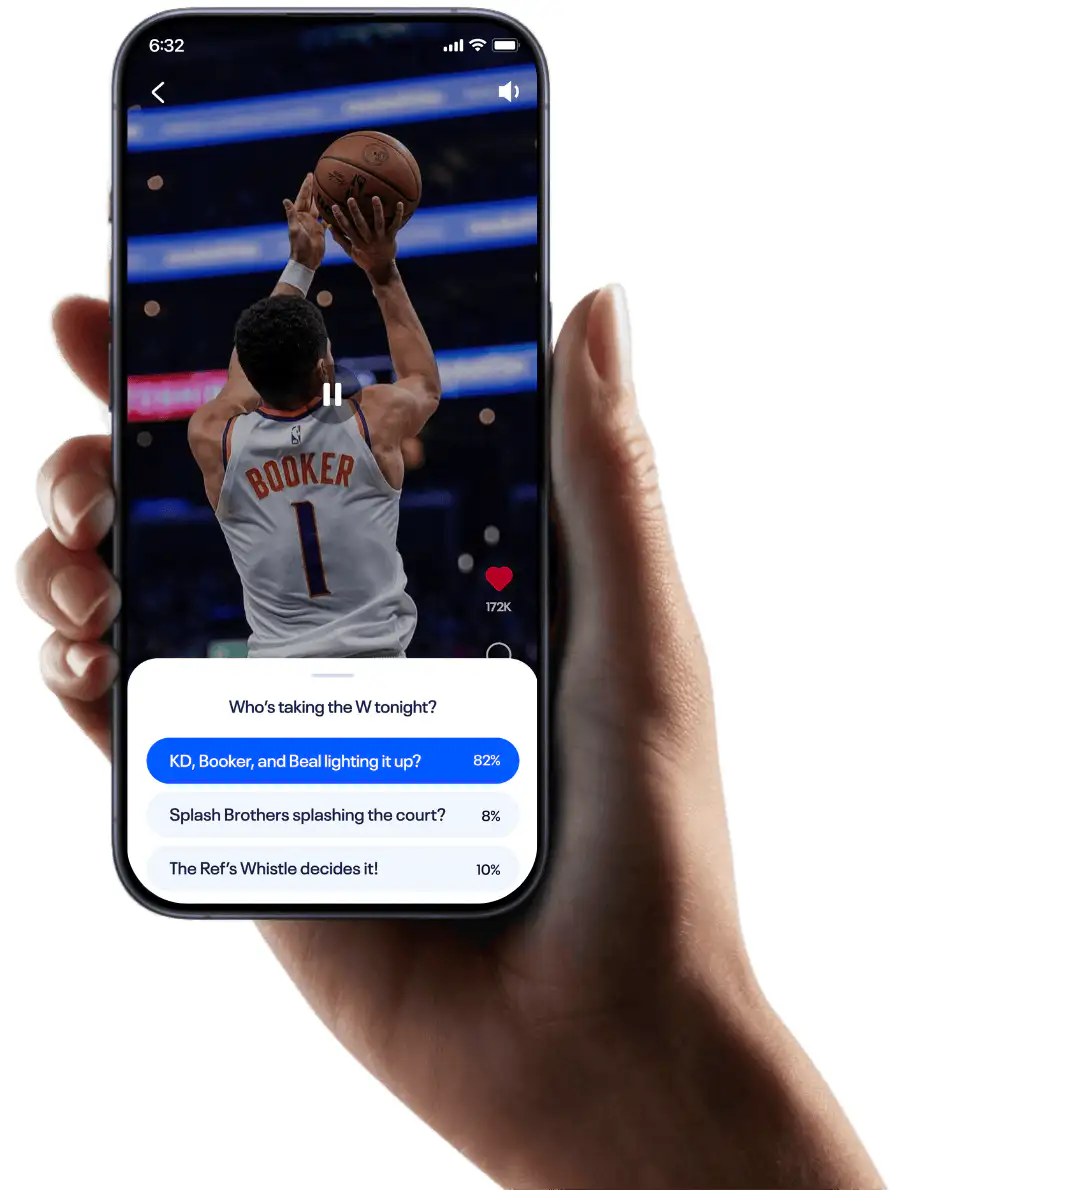 6:32
BOOKER
1
172K
Who's taking the W tonight?
KD, Booker, and Beal lighting it up? 82%
Splash Brothers splashing the court? 8%
The Ref's Whistle decides it! 10%